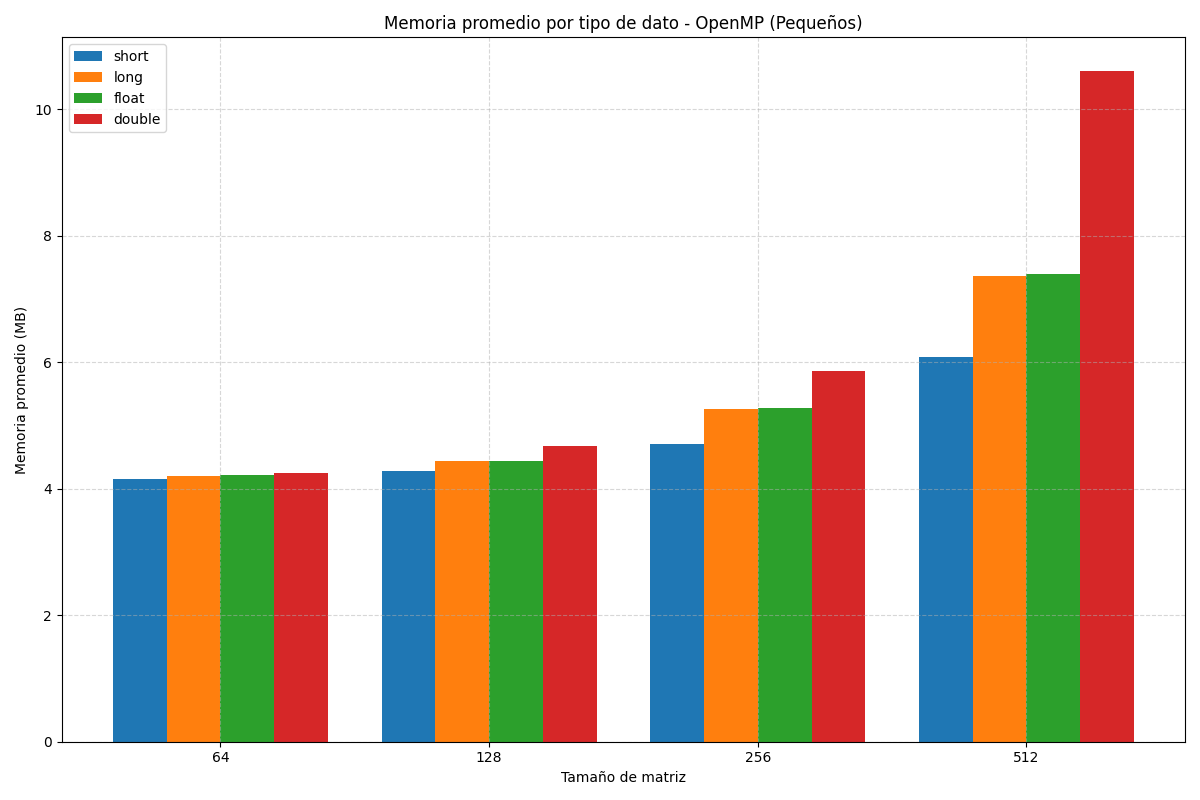 Memoria promedio por tipo de dato - OpenMP (Pequeños)
short
long
float
double
Memoria promedio (MB)
10
8
6
4
2
0
64
128
256
512
Tamaño de matriz